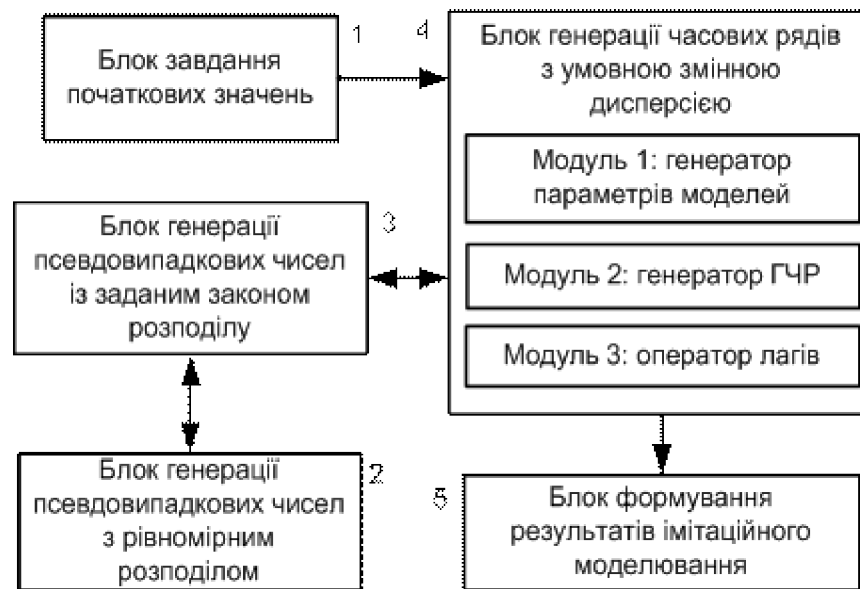 1
Блок завдання
початкових значень
4
Блок генерації часових рядів
з умовною змінною
дисперсією
Модуль 1: генератор
параметрів моделей
Модуль 2: генератор ГЧР
Модуль 3: оператор лагів
3
Блок генерації
псевдовипадкових чисел
із заданим законом
розподілу
2
Блок генерації
псевдовипадкових чисел
з рівномірним
розподілом
5
Блок формування
результатів імітаційного
моделювання